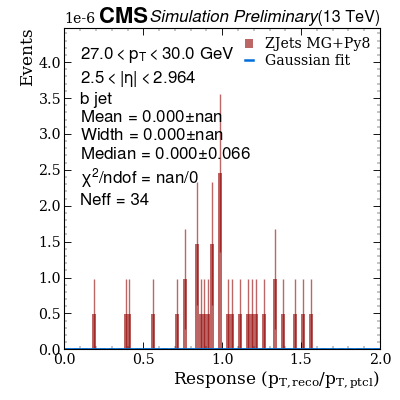 1e-6 CMS Simulation Preliminary (13 TeV)
Events
ZJets MG+Py8
Gaussian fit
27.0 < pT < 30.0 GeV
2.5 < |η| < 2.964
b jet
Mean = 0.000±nan
Width = 0.000±nan
Median = 0.000±0.066
χ²/ndof = nan/0
Neff = 34
4.0
3.5
3.0
2.5
2.0
1.5
1.0
0.5
0.0
0.0 0.5 1.0 1.5 2.0
Response (pT,reco/pT,ptcl)